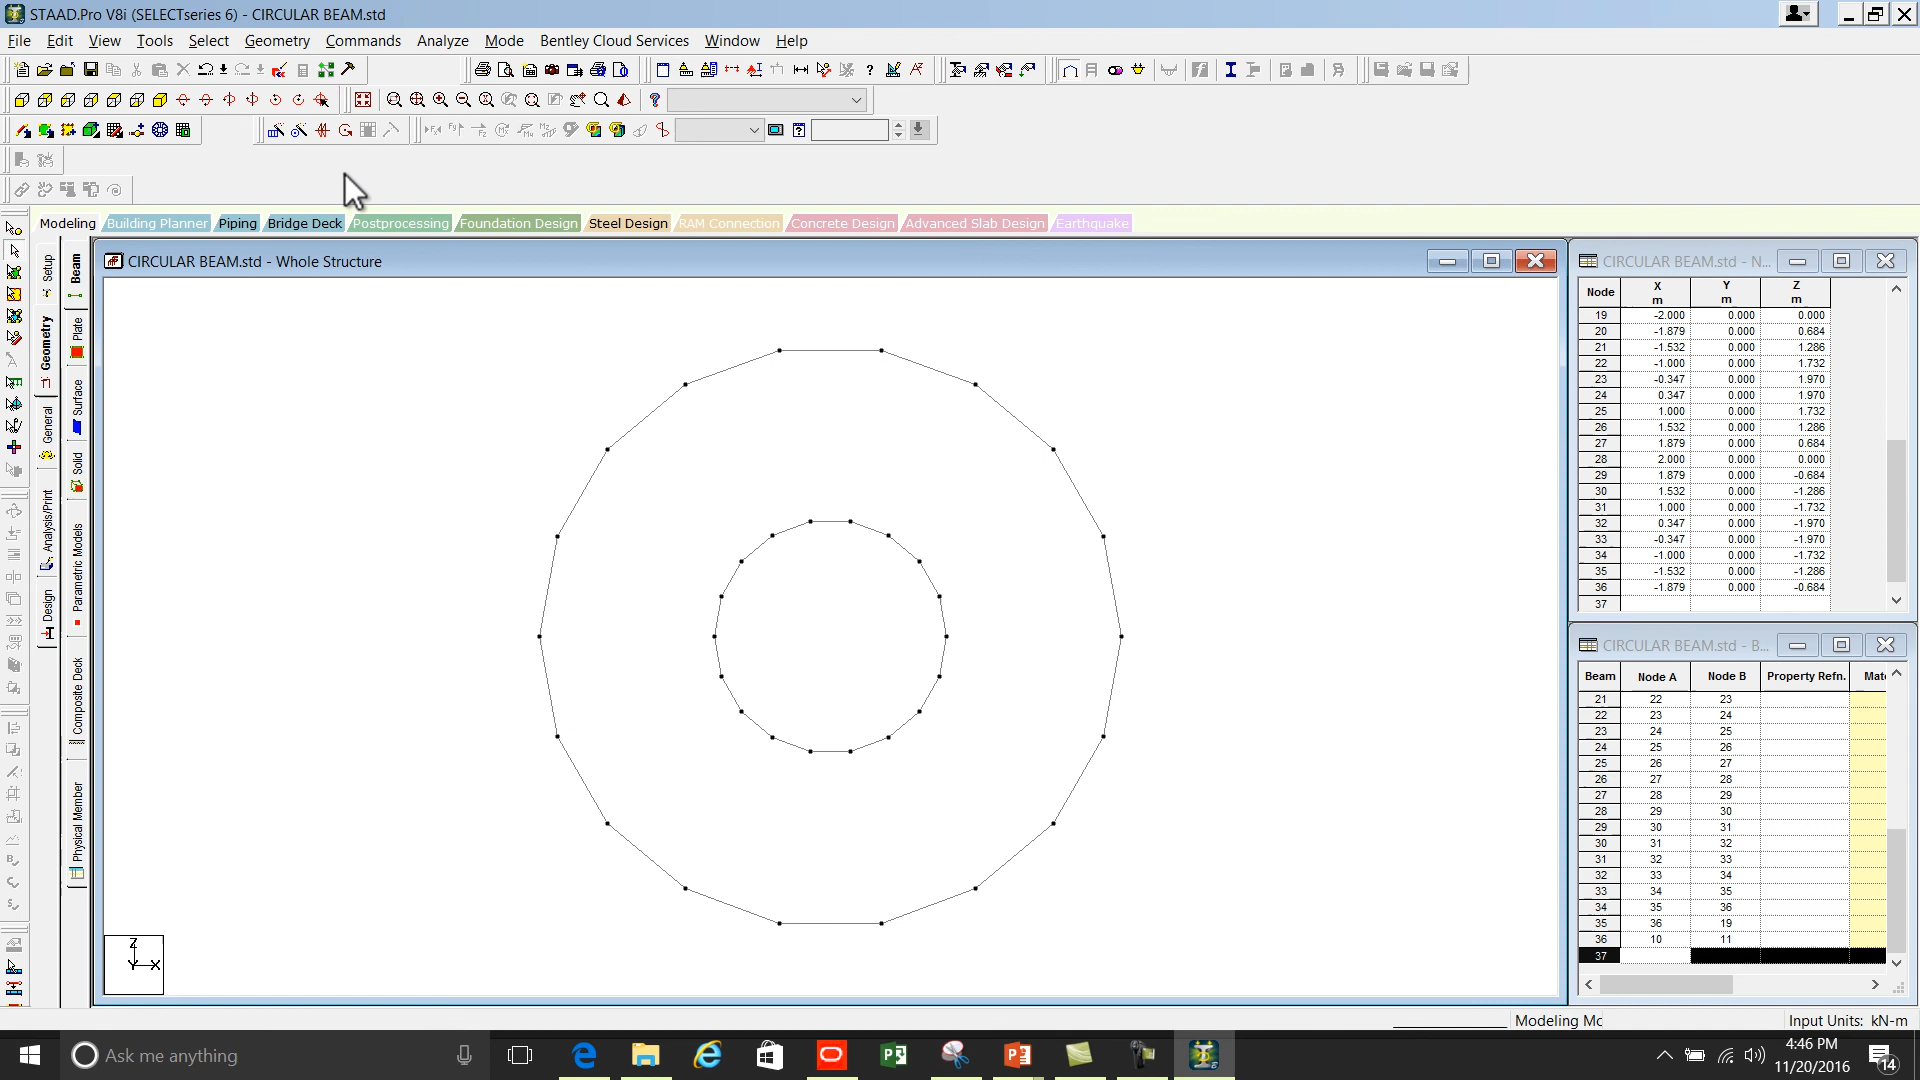 STAAD.Pro V8i (SELECTseries 6) - CIRCULAR BEAM.std
File Edit View Tools Select Geometry Commands Analyze Mode Bentley Cloud Services Window Help
Modeling Building Planner Piping Bridge Deck Postprocessing Foundation Design Steel Design RAM Connection Concrete Design Advanced Slab Design Earthquake
Setup
Geometry
General
Analysis/Print
Design
Beam
Plate
Surface
Solid
Parametric Models
Composite Deck
Physical Member
CIRCULAR BEAM.std - Whole Structure
Z
Y X
CIRCULAR BEAM.std - N...
Node X m Y m Z m
19 -2.000 0.000 0.000
20 -1.879 0.000 0.684
21 -1.532 0.000 1.286
22 -1.000 0.000 1.732
23 -0.347 0.000 1.970
24 0.347 0.000 1.970
25 1.000 0.000 1.732
26 1.532 0.000 1.286
27 1.879 0.000 0.684
28 2.000 0.000 0.000
29 1.879 0.000 -0.684
30 1.532 0.000 -1.286
31 1.000 0.000 -1.732
32 0.347 0.000 -1.970
33 -0.347 0.000 -1.970
34 -1.000 0.000 -1.732
35 -1.532 0.000 -1.286
36 -1.879 0.000 -0.684
37
CIRCULAR BEAM.std - B...
Beam Node A Node B Property Refn. Mat
21 22 23
22 23 24
23 24 25
24 25 26
25 26 27
26 27 28
27 28 29
28 29 30
29 30 31
30 31 32
31 32 33
32 33 34
33 34 35
34 35 36
35 36 19
36 10 11
37
Modeling Mo Input Units: kN-m
Ask me anything
4:46 PM
11/20/2016
14